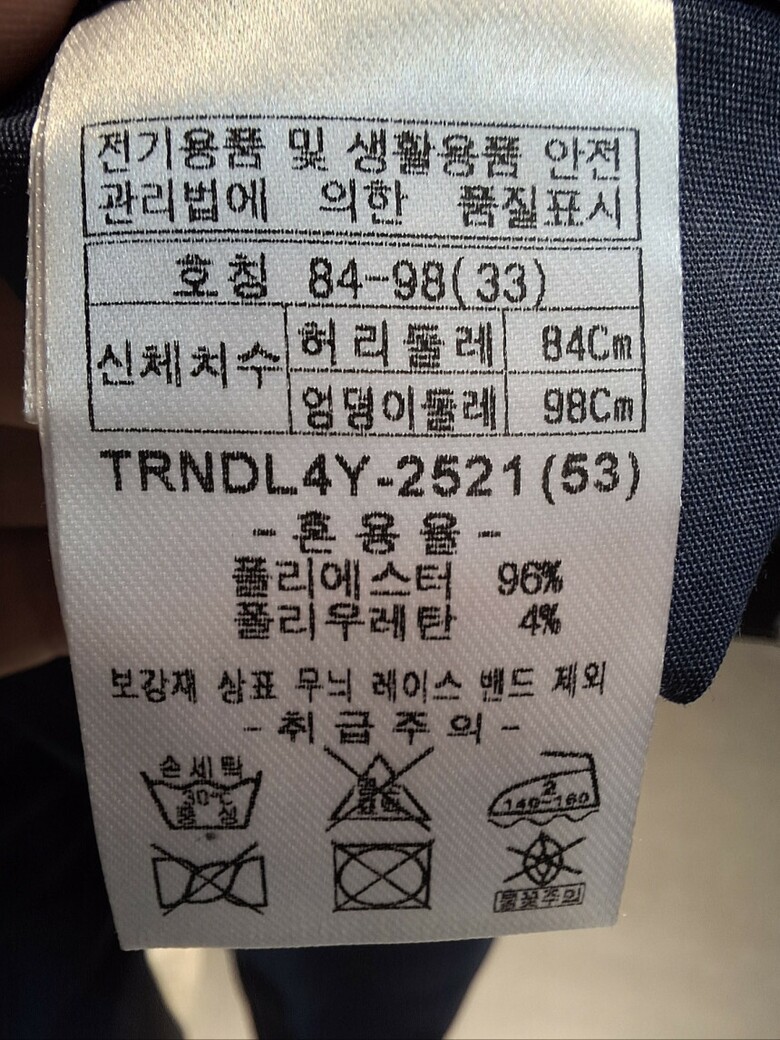 전기용품 및 생활용품 안전
관리법에 의한 품질표시
호칭 84-98(33)
신체치수 허리둘레 84Cm
엉덩이둘레 98Cm
TRNDL4Y-2521(53)
-혼용율-
폴리에스터 96%
폴리우레탄 4%
보강재 상표 무늬 레이스 밴드 제외
-취급주의-
손세탁
30℃
중성
2
140~160
불꽃주의